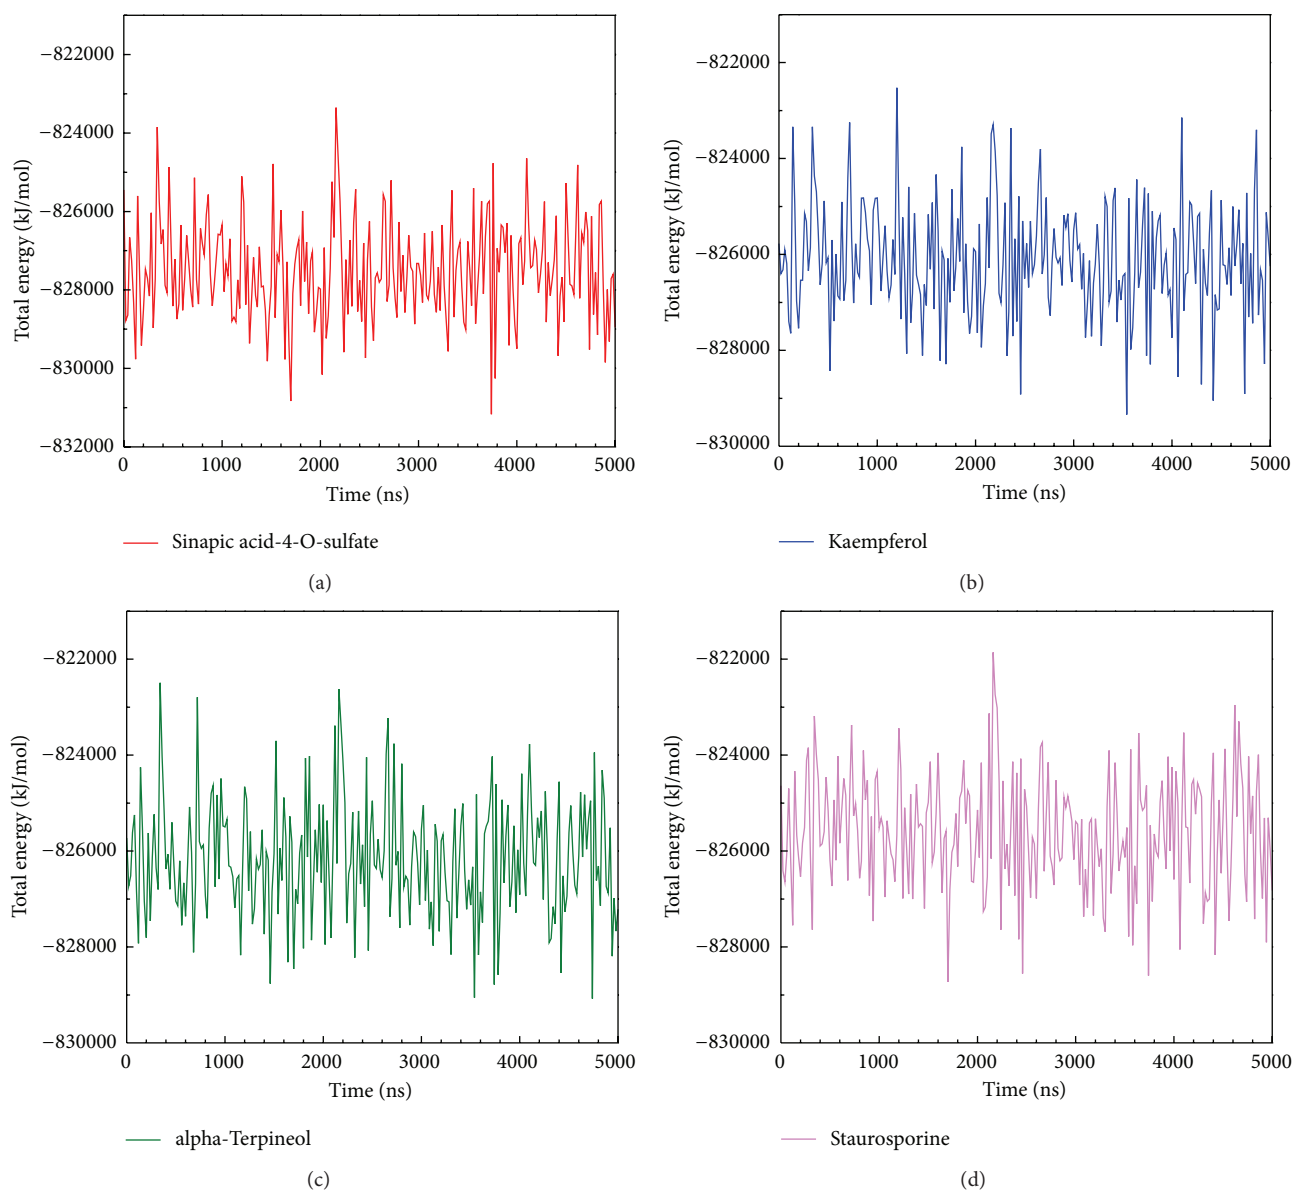 −822000
−824000
−826000
−828000
−830000
−832000
Total energy (kJ/mol)
0 1000 2000 3000 4000 5000
Time (ns)
Sinapic acid-4-O-sulfate
(a)
−822000
−824000
−826000
−828000
−830000
Total energy (kJ/mol)
0 1000 2000 3000 4000 5000
Time (ns)
Kaempferol
(b)
−822000
−824000
−826000
−828000
−830000
Total energy (kJ/mol)
0 1000 2000 3000 4000 5000
Time (ns)
alpha-Terpineol
(c)
−822000
−824000
−826000
−828000
−830000
Total energy (kJ/mol)
0 1000 2000 3000 4000 5000
Time (ns)
Staurosporine
(d)